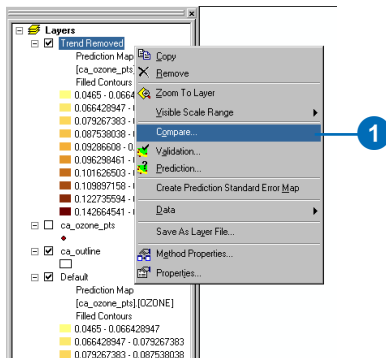 Layers
Trend Removed
Prediction Map
[ca_ozone_pts]
Filled Contours
0.0465 - 0.0664
0.066428947 -
0.079267383 -
0.087538038 -
0.09286608 - 0.
0.096298461 -
0.101626503 -
0.109897158 -
0.122735594 -
0.142664541 -
ca_ozone_pts
ca_outline
Default
Prediction Map
[ca_ozone_pts].[OZONE]
Filled Contours
0.0465 - 0.066428947
0.066428947 - 0.079267383
0.079267383 - 0.087538038
Copy
Remove
Zoom To Layer
Visible Scale Range
Compare...
Validation...
Prediction...
Create Prediction Standard Error Map
Data
Save As Layer File...
Method Properties...
Properties...
1